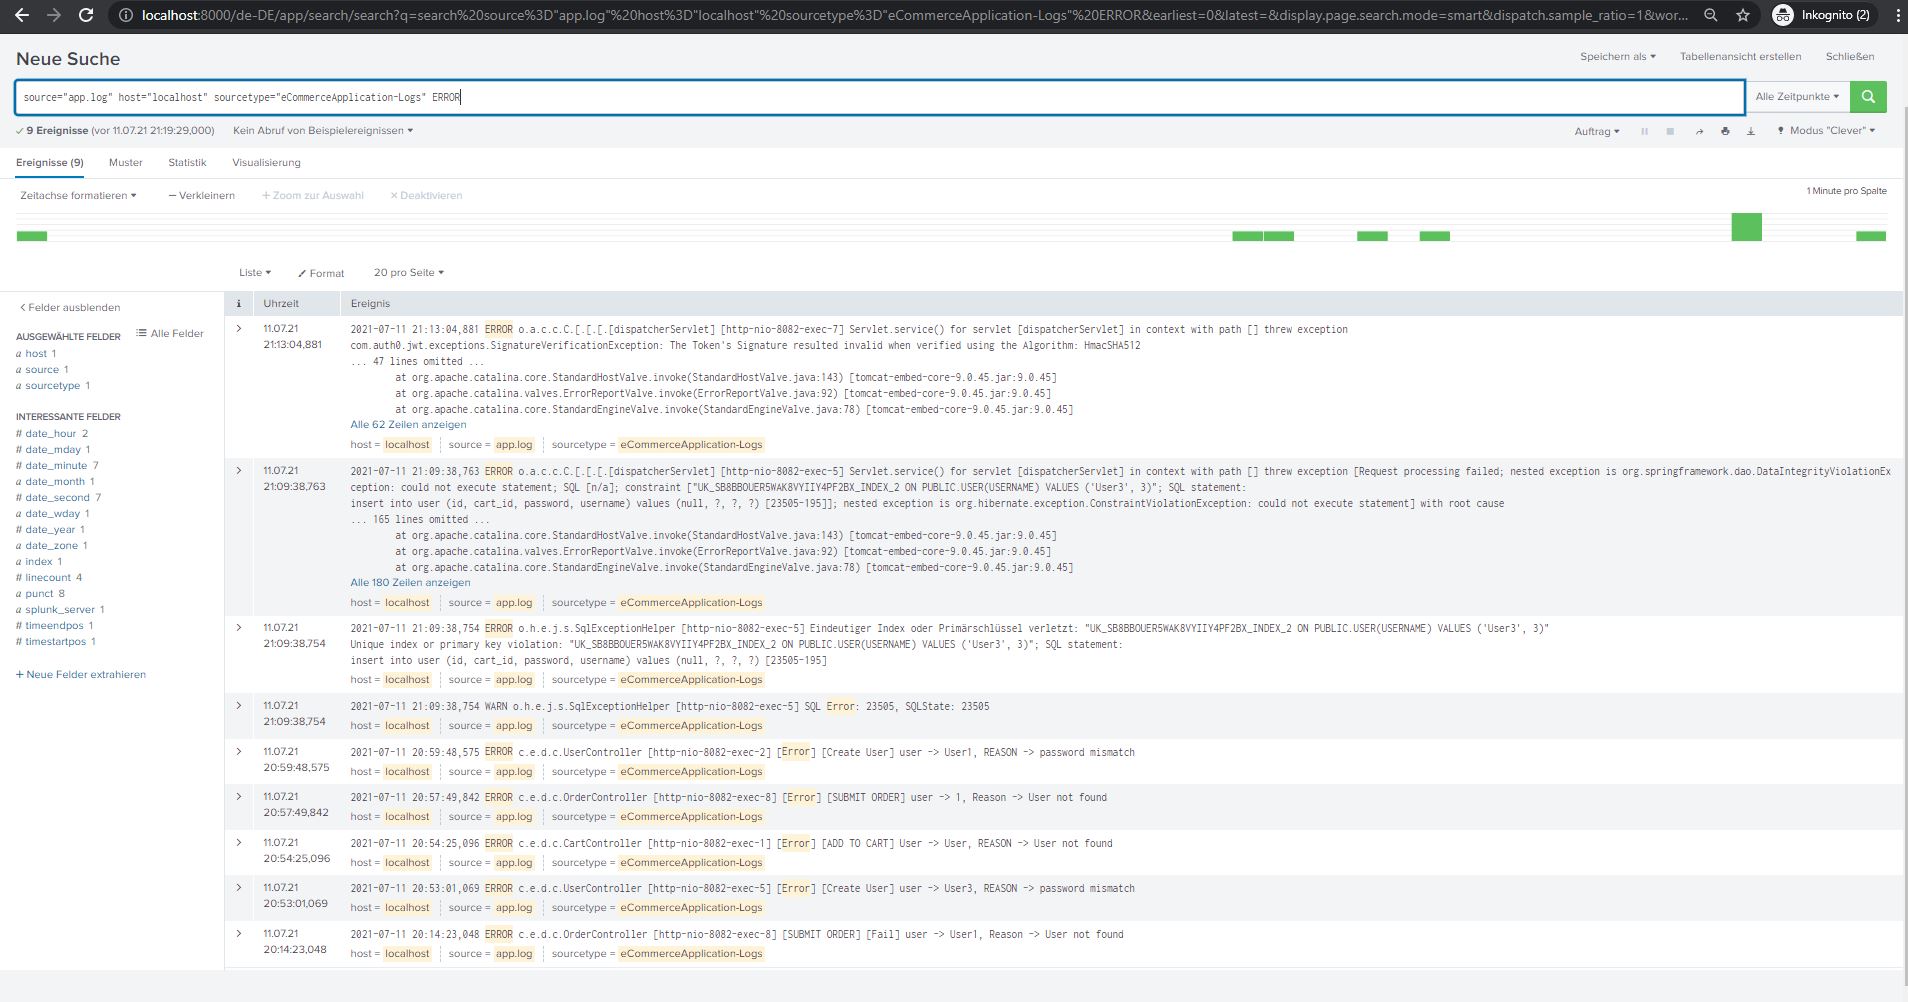 localhost:8000/de-DE/app/search/search?q=search%20source%3D"app.log"%20host%3D"localhost"%20sourcetype%3D"eCommerceApplication-Logs"%20ERROR&earliest=0&latest=&display.page.search.mode=smart&dispatch.sample_ratio=1&wor... Inkognito (2)
Neue Suche
Speichern als Tabellenansicht erstellen Schließen
source="app.log" host="localhost" sourcetype="eCommerceApplication-Logs" ERROR
Alle Zeitpunkte
9 Ereignisse (vor 11.07.21 21:19:29,000) Kein Abruf von Beispielereignissen
Auftrag Modus "Clever"
Ereignisse (9) Muster Statistik Visualisierung
Zeitachse formatieren — Verkleinern + Zoom zur Auswahl × Deaktivieren
1 Minute pro Spalte
Liste Format 20 pro Seite
< Felder ausblenden
Alle Felder
AUSGEWÄHLTE FELDER
a host 1
a source 1
a sourcetype 1
INTERESSANTE FELDER
# date_hour 2
# date_mday 1
# date_minute 7
a date_month 1
# date_second 7
a date_wday 1
# date_year 1
a date_zone 1
a index 1
# linecount 4
a punct 8
a splunk_server 1
# timeendpos 1
# timestartpos 1
+ Neue Felder extrahieren
i Uhrzeit Ereignis
11.07.21
21:13:04,881
2021-07-11 21:13:04,881 ERROR o.a.c.c.C.[.[.[.[dispatcherServlet] [http-nio-8082-exec-7] Servlet.service() for servlet [dispatcherServlet] in context with path [] threw exception
com.auth0.jwt.exceptions.SignatureVerificationException: The Token's Signature resulted invalid when verified using the Algorithm: HmacSHA512
... 47 lines omitted ...
at org.apache.catalina.core.StandardHostValve.invoke(StandardHostValve.java:143) [tomcat-embed-core-9.0.45.jar:9.0.45]
at org.apache.catalina.valves.ErrorReportValve.invoke(ErrorReportValve.java:92) [tomcat-embed-core-9.0.45.jar:9.0.45]
at org.apache.catalina.core.StandardEngineValve.invoke(StandardEngineValve.java:78) [tomcat-embed-core-9.0.45.jar:9.0.45]
Alle 62 Zeilen anzeigen
host = localhost source = app.log sourcetype = eCommerceApplication-Logs
11.07.21
21:09:38,763
2021-07-11 21:09:38,763 ERROR o.a.c.c.C.[.[.[.[dispatcherServlet] [http-nio-8082-exec-5] Servlet.service() for servlet [dispatcherServlet] in context with path [] threw exception [Request processing failed; nested exception is org.springframework.dao.DataIntegrityViolationEx
ception: could not execute statement; SQL [n/a]; constraint ["UK_SB8BBOUER5WAK8VYIIY4PF2BX_INDEX_2 ON PUBLIC.USER(USERNAME) VALUES ('User3', 3)"; SQL statement:
insert into user (id, cart_id, password, username) values (null, ?, ?, ?) [23505-195]]; nested exception is org.hibernate.exception.ConstraintViolationException: could not execute statement] with root cause
... 165 lines omitted ...
at org.apache.catalina.core.StandardHostValve.invoke(StandardHostValve.java:143) [tomcat-embed-core-9.0.45.jar:9.0.45]
at org.apache.catalina.valves.ErrorReportValve.invoke(ErrorReportValve.java:92) [tomcat-embed-core-9.0.45.jar:9.0.45]
at org.apache.catalina.core.StandardEngineValve.invoke(StandardEngineValve.java:78) [tomcat-embed-core-9.0.45.jar:9.0.45]
Alle 180 Zeilen anzeigen
host = localhost source = app.log sourcetype = eCommerceApplication-Logs
11.07.21
21:09:38,754
2021-07-11 21:09:38,754 ERROR o.h.e.j.s.SqlExceptionHelper [http-nio-8082-exec-5] Eindeutiger Index oder Primärschlüssel verletzt: "UK_SB8BBOUER5WAK8VYIIY4PF2BX_INDEX_2 ON PUBLIC.USER(USERNAME) VALUES ('User3', 3)"
Unique index or primary key violation: "UK_SB8BBOUER5WAK8VYIIY4PF2BX_INDEX_2 ON PUBLIC.USER(USERNAME) VALUES ('User3', 3)"; SQL statement:
insert into user (id, cart_id, password, username) values (null, ?, ?, ?) [23505-195]
host = localhost source = app.log sourcetype = eCommerceApplication-Logs
11.07.21
21:09:38,754
2021-07-11 21:09:38,754 WARN o.h.e.j.s.SqlExceptionHelper [http-nio-8082-exec-5] SQL Error: 23505, SQLState: 23505
host = localhost source = app.log sourcetype = eCommerceApplication-Logs
11.07.21
20:59:48,575
2021-07-11 20:59:48,575 ERROR c.e.d.c.UserController [http-nio-8082-exec-2] [Error] [Create User] user -> User1, REASON -> password mismatch
host = localhost source = app.log sourcetype = eCommerceApplication-Logs
11.07.21
20:57:49,842
2021-07-11 20:57:49,842 ERROR c.e.d.c.OrderController [http-nio-8082-exec-8] [Error] [SUBMIT ORDER] user -> 1, Reason -> User not found
host = localhost source = app.log sourcetype = eCommerceApplication-Logs
11.07.21
20:54:25,096
2021-07-11 20:54:25,096 ERROR c.e.d.c.CartController [http-nio-8082-exec-1] [Error] [ADD TO CART] User -> User, REASON -> User not found
host = localhost source = app.log sourcetype = eCommerceApplication-Logs
11.07.21
20:53:01,069
2021-07-11 20:53:01,069 ERROR c.e.d.c.UserController [http-nio-8082-exec-5] [Error] [Create User] user -> User3, REASON -> password mismatch
host = localhost source = app.log sourcetype = eCommerceApplication-Logs
11.07.21
20:14:23,048
2021-07-11 20:14:23,048 ERROR c.e.d.c.OrderController [http-nio-8082-exec-8] [SUBMIT ORDER] [Fail] user -> User1, Reason -> User not found
host = localhost source = app.log sourcetype = eCommerceApplication-Logs